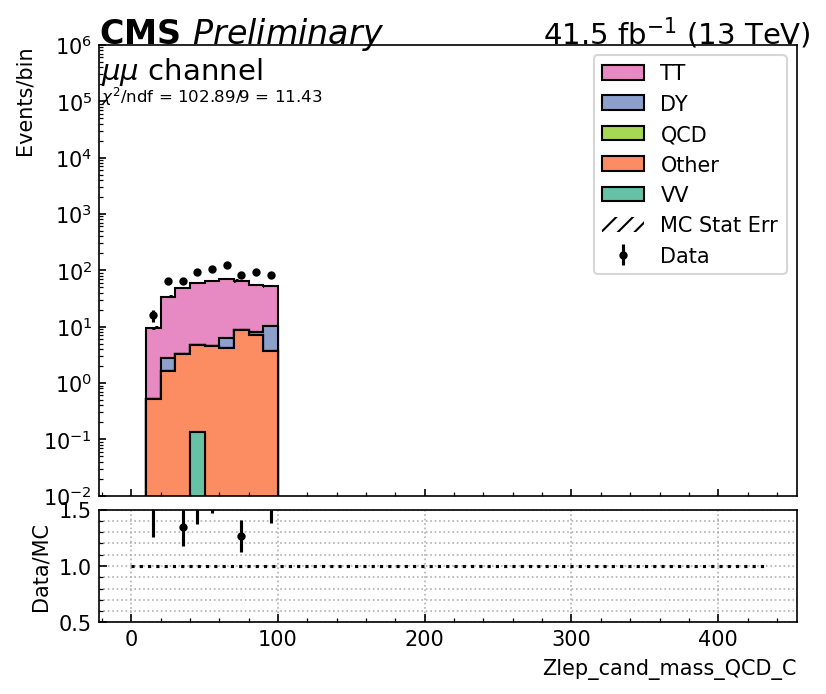 CMS Preliminary 41.5 fb⁻¹ (13 TeV)
μμ channel
χ²/ndf = 102.89/9 = 11.43
Events/bin
10⁶
10⁵
10⁴
10³
10²
10¹
10⁰
10⁻¹
10⁻²
TT
DY
QCD
Other
VV
MC Stat Err
Data
Data/MC
1.5
1.0
0.5
0 100 200 300 400
Zlep_cand_mass_QCD_C